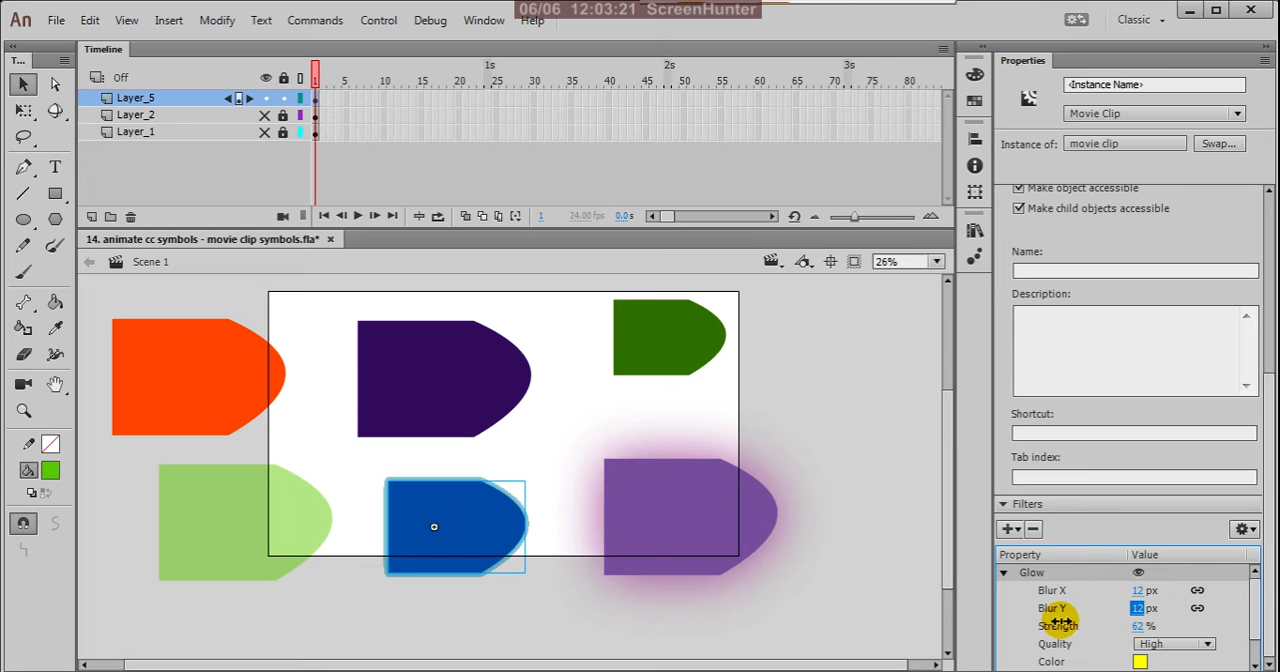 06/06 12:03:21 ScreenHunter
An File Edit View Insert Modify Text Commands Control Debug Window Help Classic
T... Timeline Properties
Off 1s 2s 3s
1 5 10 15 20 25 30 35 40 45 50 55 60 65 70 75 80
<Instance Name>
Layer_5
Layer_2 Movie Clip
Layer_1
Instance of: movie clip Swap...
Make object accessible
Make child objects accessible
1 24.00 fps 0.0 s
14. animate cc symbols - movie clip symbols.fla*
Name:
Scene 1 26%
Description:
Shortcut:
Tab index:
Filters
Property Value
Glow
Blur X 12 px
Blur Y 12 px
Strength 62 %
Quality High
Color